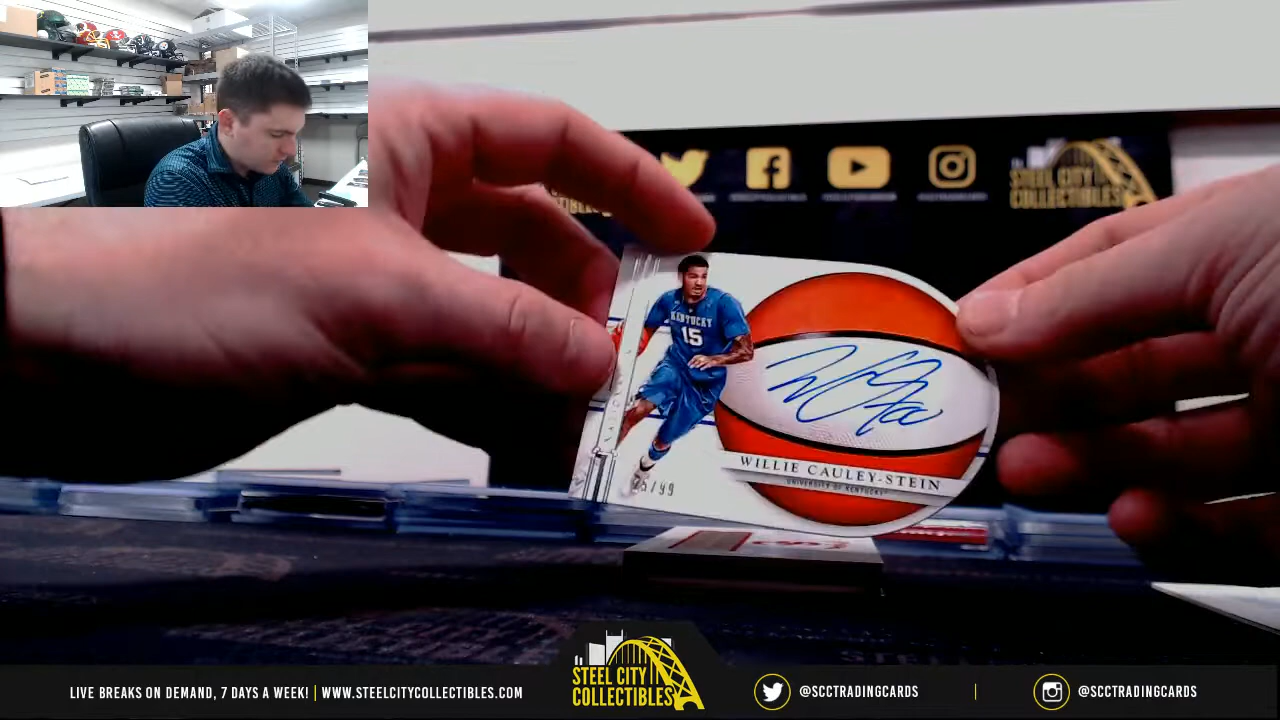 STEEL CITY
COLLECTIBLES
KENTUCKY
15
WILLIE CAULEY-STEIN
UNIVERSITY OF KENTUCKY
/99
LIVE BREAKS ON DEMAND, 7 DAYS A WEEK! | WWW.STEELCITYCOLLECTIBLES.COM
STEEL CITY
COLLECTIBLES
@SCCTRADINGCARDS
@SCCTRADINGCARDS